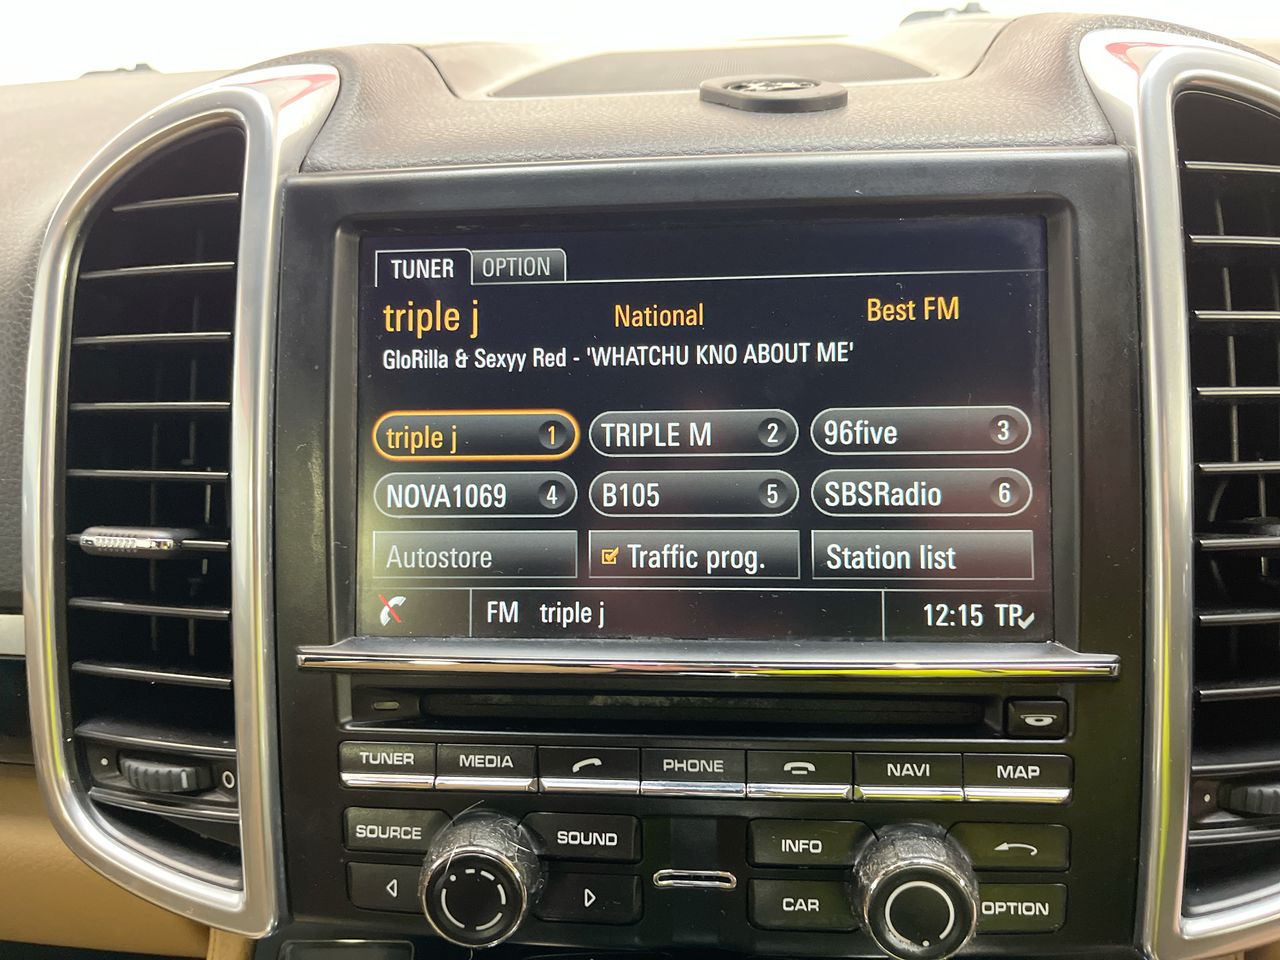 TUNER OPTION
triple j National Best FM
GloRilla & Sexyy Red - 'WHATCHU KNO ABOUT ME'
triple j 1 TRIPLE M 2 96five 3
NOVA1069 4 B105 5 SBSRadio 6
Autostore Traffic prog. Station list
FM triple j 12:15 TP
TUNER MEDIA PHONE NAVI MAP
SOURCE SOUND INFO
CAR OPTION